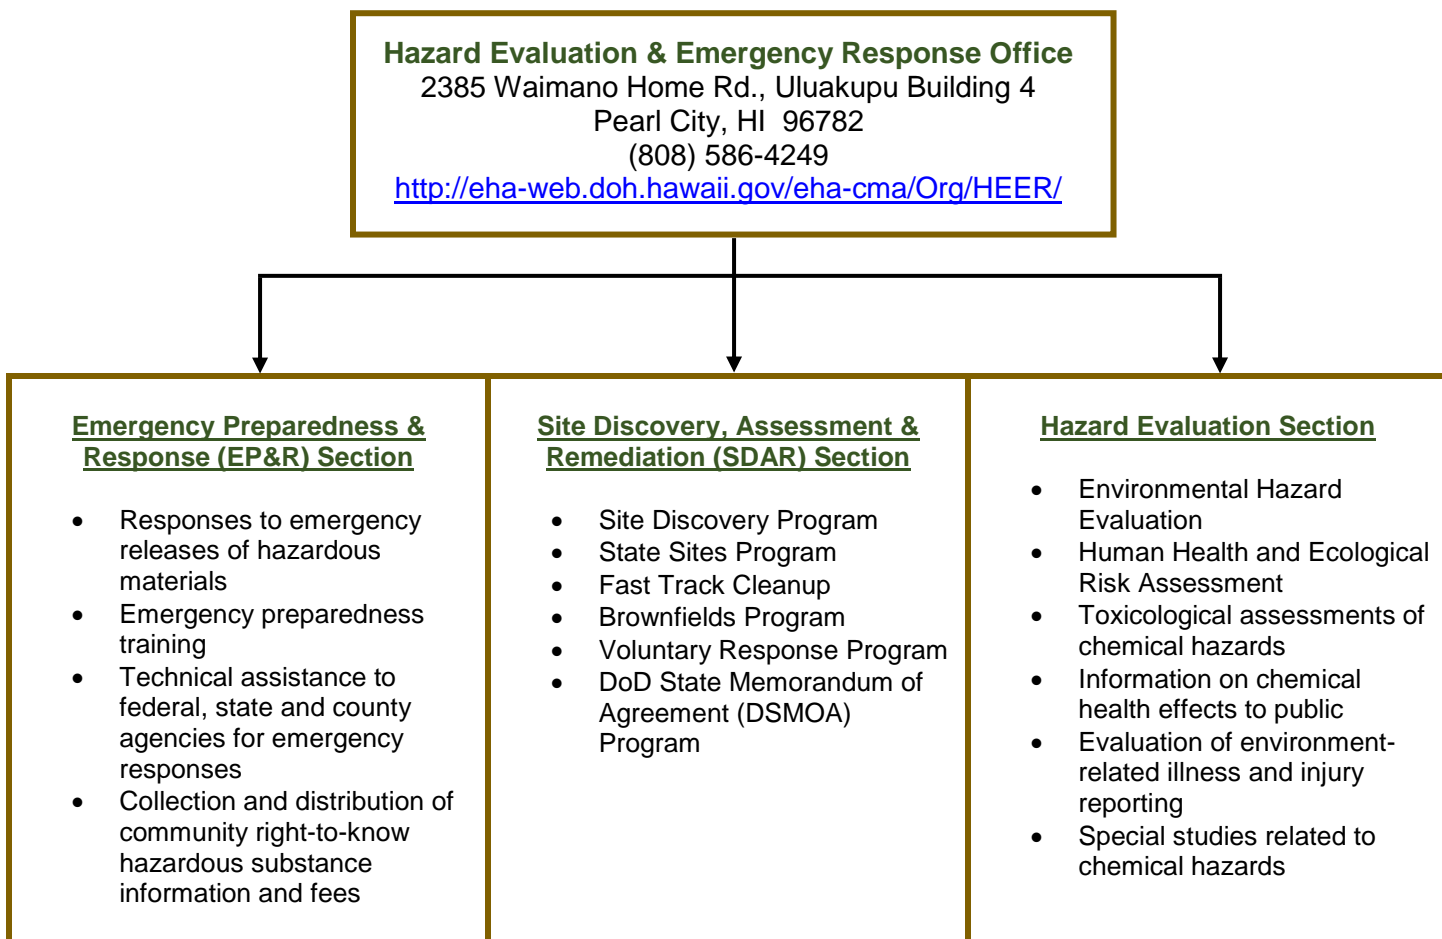 Hazard Evaluation & Emergency Response Office
2385 Waimano Home Rd., Uluakupu Building 4
Pearl City, HI  96782
(808) 586-4249
http://eha-web.doh.hawaii.gov/eha-cma/Org/HEER/
Emergency Preparedness &
Response (EP&R) Section
• Responses to emergency
releases of hazardous
materials
• Emergency preparedness
training
• Technical assistance to
federal, state and county
agencies for emergency
responses
• Collection and distribution of
community right-to-know
hazardous substance
information and fees
Site Discovery, Assessment &
Remediation (SDAR) Section
• Site Discovery Program
• State Sites Program
• Fast Track Cleanup
• Brownfields Program
• Voluntary Response Program
• DoD State Memorandum of
Agreement (DSMOA)
Program
Hazard Evaluation Section
• Environmental Hazard
Evaluation
• Human Health and Ecological
Risk Assessment
• Toxicological assessments of
chemical hazards
• Information on chemical
health effects to public
• Evaluation of environment-
related illness and injury
reporting
• Special studies related to
chemical hazards